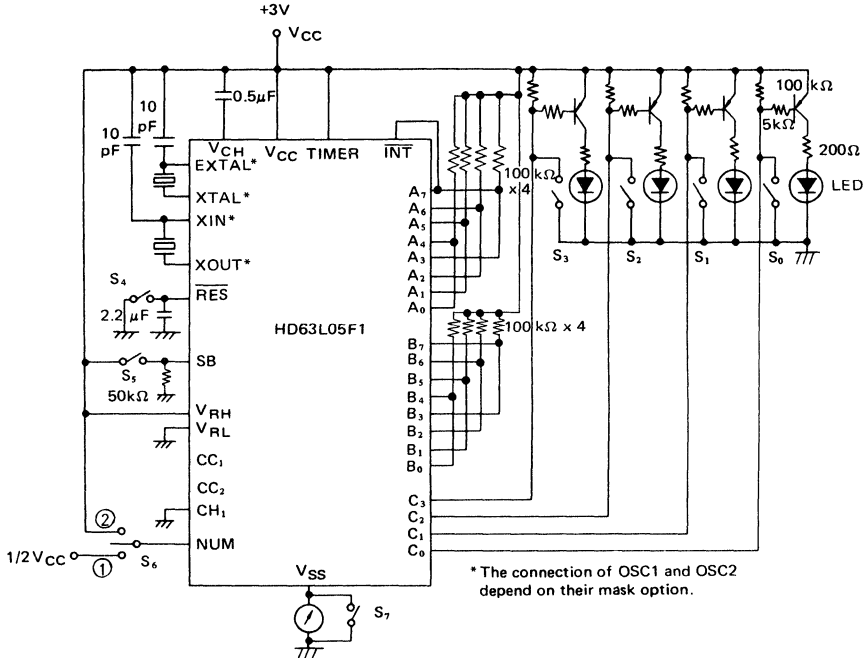 +3V
VCC
0.5μF
10 pF
10 pF
VCH
VCC
TIMER
INT
EXTAL*
XTAL*
XIN*
XOUT*
RES
SB
VRH
VRL
CC1
CC2
CH1
NUM
VSS
HD63L05F1
A7
A6
A5
A4
A3
A2
A1
A0
B7
B6
B5
B4
B3
B2
B1
B0
C3
C2
C1
C0
100 kΩ
x 4
100 kΩ x 4
100 kΩ
5kΩ
200Ω
LED
S3
S2
S1
S0
S4
2.2 μF
S5
50kΩ
②
①
1/2 VCC
S6
S7
* The connection of OSC1 and OSC2
depend on their mask option.